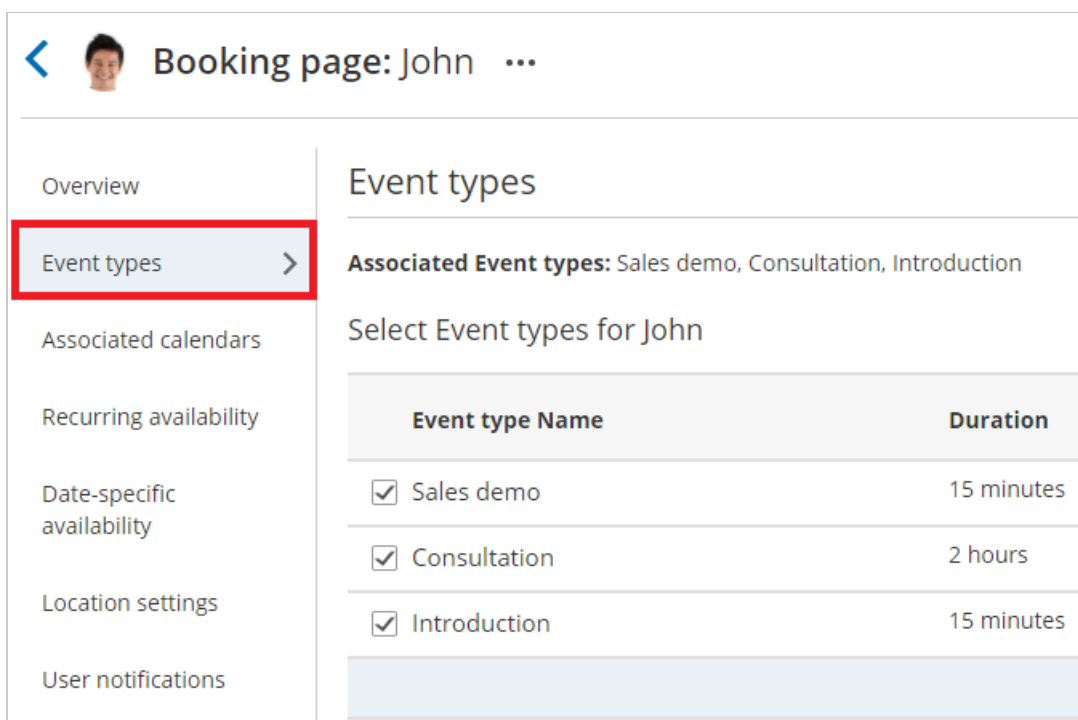 Booking page: John ...
Overview
Event types
Associated calendars
Recurring availability
Date-specific
availability
Location settings
User notifications
Event types
Associated Event types: Sales demo, Consultation, Introduction
Select Event types for John
Event type Name Duration
Sales demo 15 minutes
Consultation 2 hours
Introduction 15 minutes